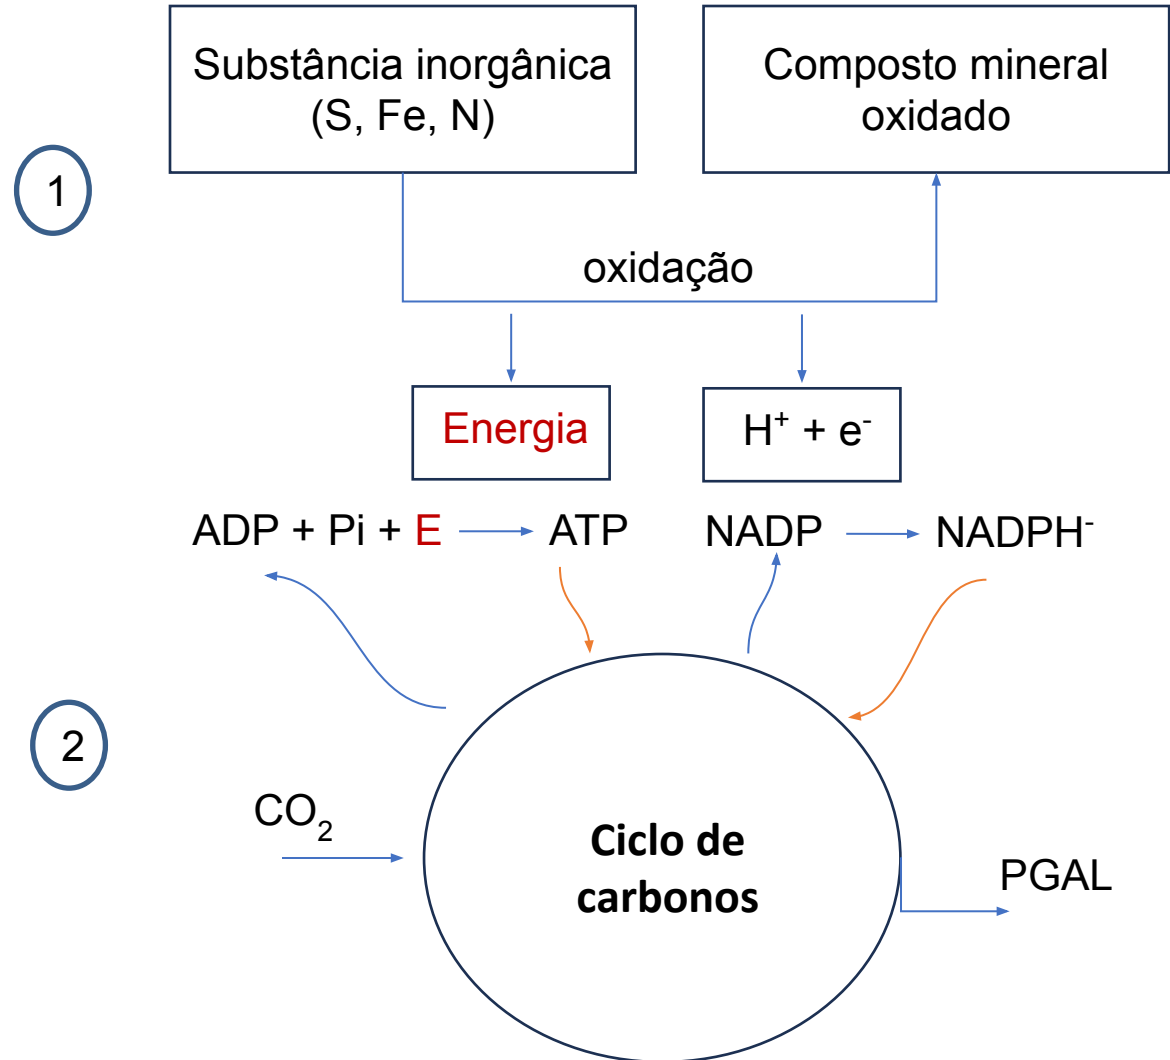 Substância inorgânica
(S, Fe, N)
Composto mineral
oxidado
1
oxidação
Energia
H⁺ + e⁻
ADP + Pi + E
ATP
NADP
NADPH⁻
2
CO₂
Ciclo de
carbonos
PGAL